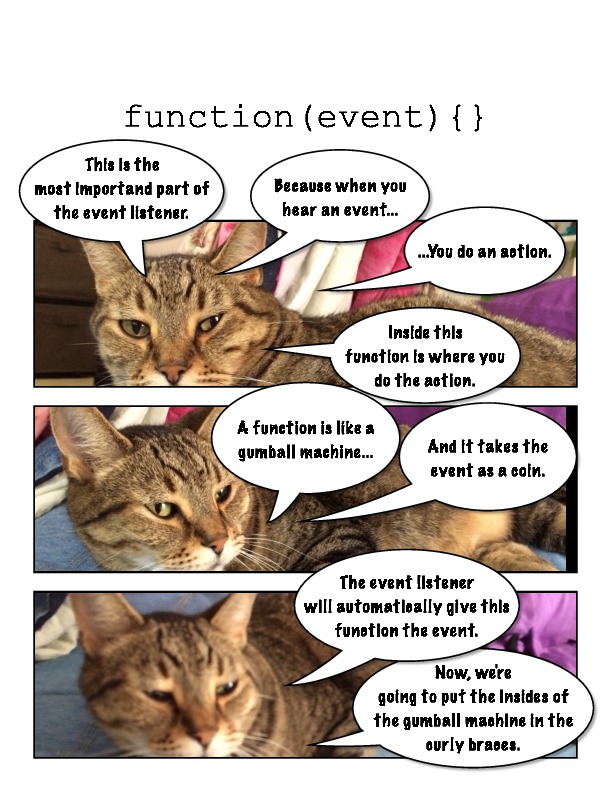 function(event){}
This is the
most importand part of
the event listener.
Because when you
hear an event...
...You do an action.
Inside this
function is where you
do the action.
A function is like a
gumball machine...
And it takes the
event as a coin.
The event listener
will automatically give this
function the event.
Now, we're
going to put the insides of
the gumball machine in the
curly braces.